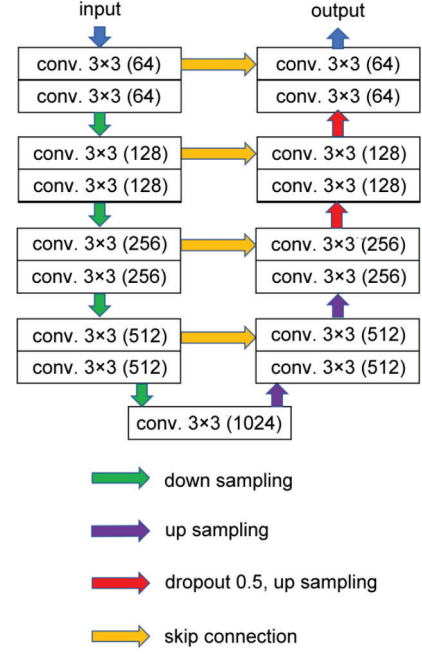 input
output
conv. 3×3 (64)
conv. 3×3 (64)
conv. 3×3 (64)
conv. 3×3 (64)
conv. 3×3 (128)
conv. 3×3 (128)
conv. 3×3 (128)
conv. 3×3 (128)
conv. 3×3 (256)
conv. 3×3 (256)
conv. 3×3 (256)
conv. 3×3 (256)
conv. 3×3 (512)
conv. 3×3 (512)
conv. 3×3 (512)
conv. 3×3 (512)
conv. 3×3 (1024)
down sampling
up sampling
dropout 0.5, up sampling
skip connection